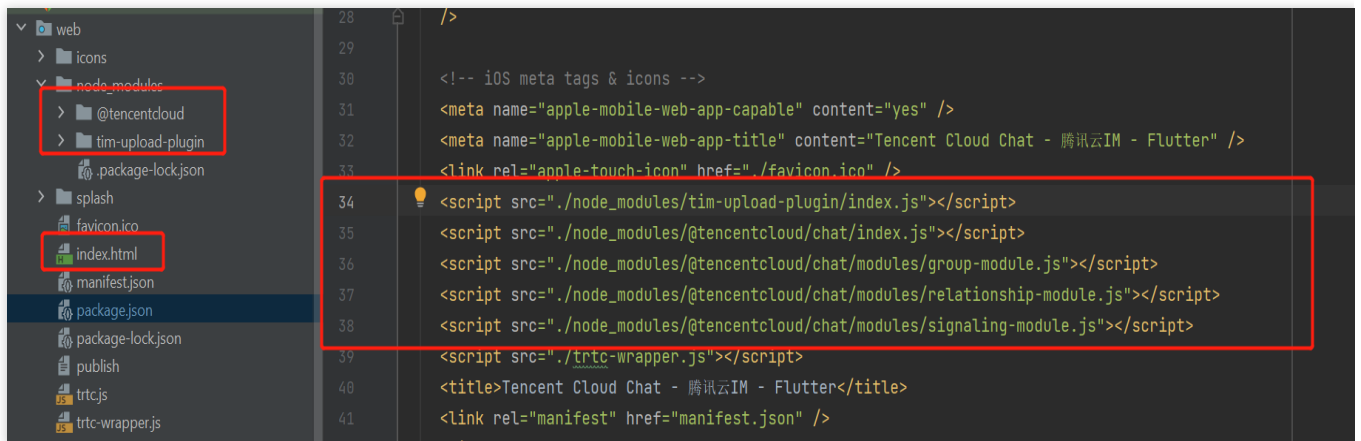 web
icons
node_modules
@tencentcloud
tim-upload-plugin
.package-lock.json
splash
favicon.ico
index.html
manifest.json
package.json
package-lock.json
publish
trtc.js
trtc-wrapper.js
28 />
29
30 <!-- iOS meta tags & icons -->
31 <meta name="apple-mobile-web-app-capable" content="yes" />
32 <meta name="apple-mobile-web-app-title" content="Tencent Cloud Chat - 腾讯云IM - Flutter" />
33 <link rel="apple-touch-icon" href="./favicon.ico" />
34 <script src="./node_modules/tim-upload-plugin/index.js"></script>
35 <script src="./node_modules/@tencentcloud/chat/index.js"></script>
36 <script src="./node_modules/@tencentcloud/chat/modules/group-module.js"></script>
37 <script src="./node_modules/@tencentcloud/chat/modules/relationship-module.js"></script>
38 <script src="./node_modules/@tencentcloud/chat/modules/signaling-module.js"></script>
39 <script src="./trtc-wrapper.js"></script>
40 <title>Tencent Cloud Chat - 腾讯云IM - Flutter</title>
41 <link rel="manifest" href="manifest.json" />